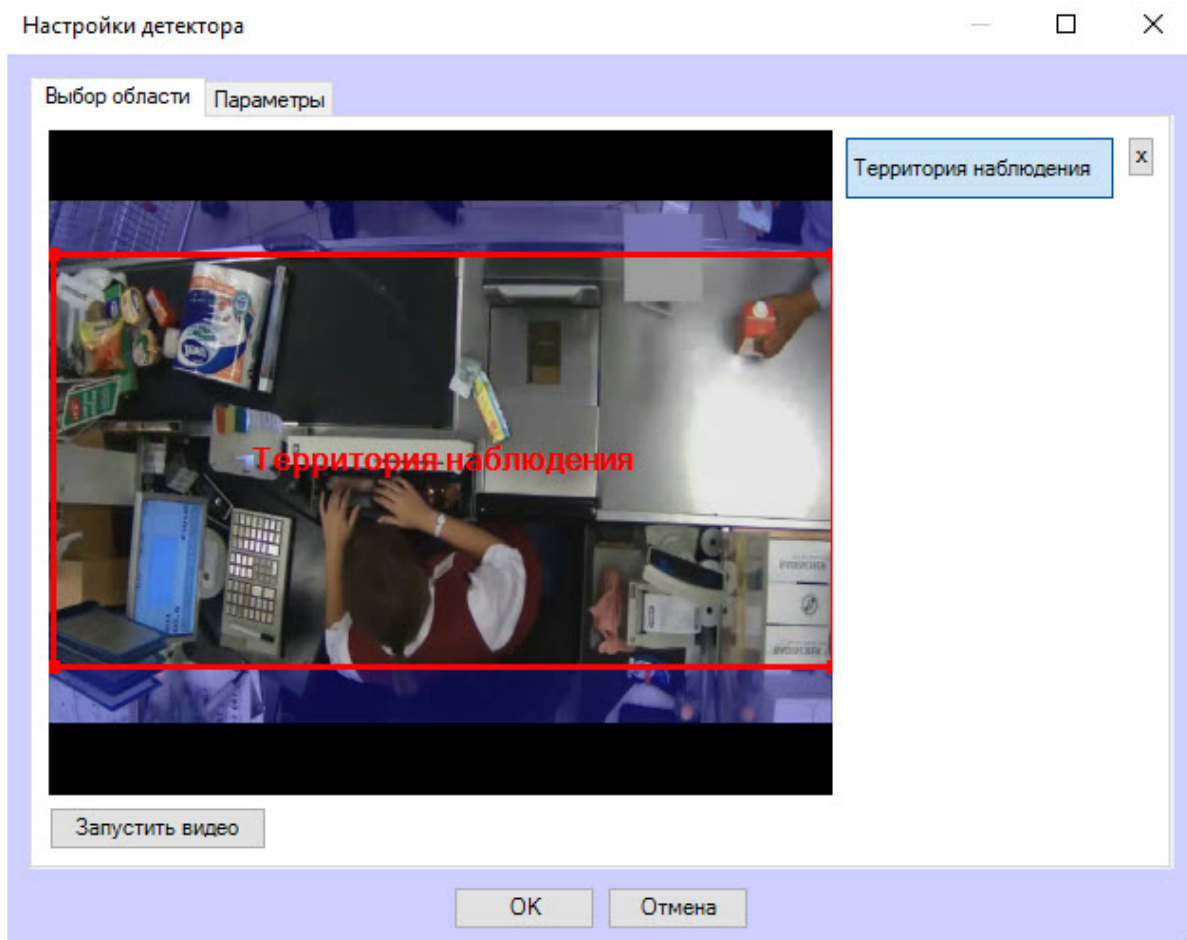 Настройки детектора
Выбор области
Параметры
Территория наблюдения
x
Территория наблюдения
Запустить видео
OK
Отмена